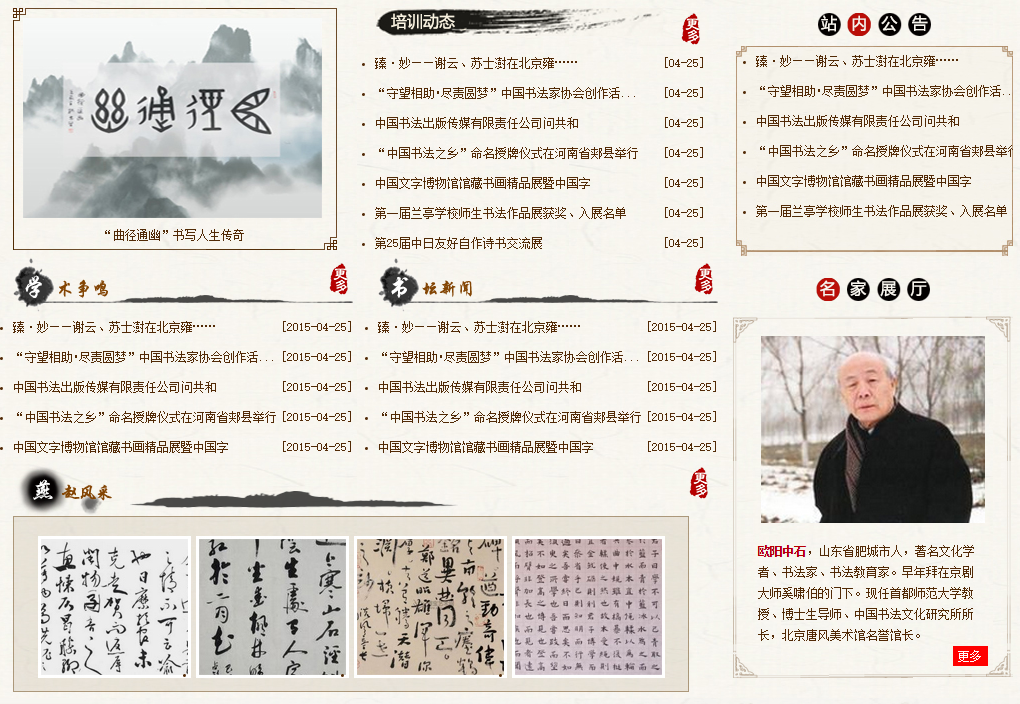 “曲径通幽”书写人生传奇
培训动态
更多
臻·妙——谢云、苏士澍在北京雍…… [04-25]
“守望相助·尽责圆梦”中国书法家协会创作活... [04-25]
中国书法出版传媒有限责任公司问共和 [04-25]
“中国书法之乡”命名授牌仪式在河南省郏县举行 [04-25]
中国文字博物馆馆藏书画精品展暨中国字 [04-25]
第一届兰亭学校师生书法作品展获奖、入展名单 [04-25]
第25届中日友好自作诗书交流展 [04-25]
站内公告
臻·妙——谢云、苏士澍在北京雍……
“守望相助·尽责圆梦”中国书法家协会创作活..
中国书法出版传媒有限责任公司问共和
“中国书法之乡”命名授牌仪式在河南省郏县举行
中国文字博物馆馆藏书画精品展暨中国字
第一届兰亭学校师生书法作品展获奖、入展名单
学术争鸣
更多
臻·妙——谢云、苏士澍在北京雍…… [2015-04-25]
“守望相助·尽责圆梦”中国书法家协会创作活... [2015-04-25]
中国书法出版传媒有限责任公司问共和 [2015-04-25]
“中国书法之乡”命名授牌仪式在河南省郏县举行 [2015-04-25]
中国文字博物馆馆藏书画精品展暨中国字 [2015-04-25]
书坛新闻
更多
臻·妙——谢云、苏士澍在北京雍…… [2015-04-25]
“守望相助·尽责圆梦”中国书法家协会创作活... [2015-04-25]
中国书法出版传媒有限责任公司问共和 [2015-04-25]
“中国书法之乡”命名授牌仪式在河南省郏县举行 [2015-04-25]
中国文字博物馆馆藏书画精品展暨中国字 [2015-04-25]
名家展厅
欧阳中石，山东省肥城市人，著名文化学
者、书法家、书法教育家。早年拜在京剧
大师奚啸伯的门下。现任首都师范大学教
授、博士生导师、中国书法文化研究所所
长，北京唐风美术馆名誉馆长。
更多
燕赵风采
更多